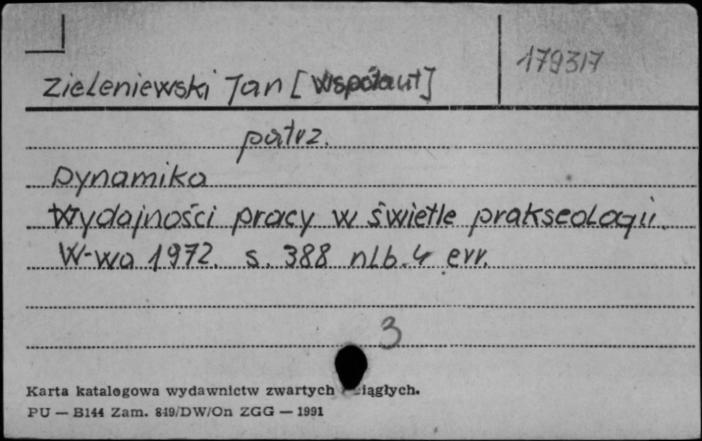 179317
Zieleniewski Jan [współaut]
patrz.
Dynamika
Wydajności pracy w świetle prakseologii.
W-wa 1972. s. 388 nlb. 4 err.
3
Karta katalogowa wydawnictw zwartych ciągłych.
PU — B144 Zam. 849/DW/On ZGG — 1991